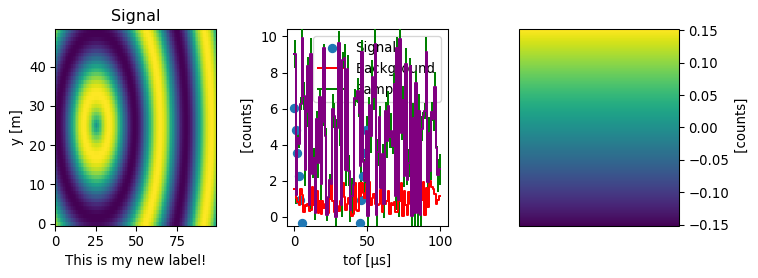 Signal
y [m]
40
30
20
10
0
0 25 50 75
This is my new label!
[counts]
10
8
6
4
2
0
Signal
Background
0 50 100
tof [μs]
0.15
0.10
0.05
0.00
−0.05
−0.10
−0.15
[counts]